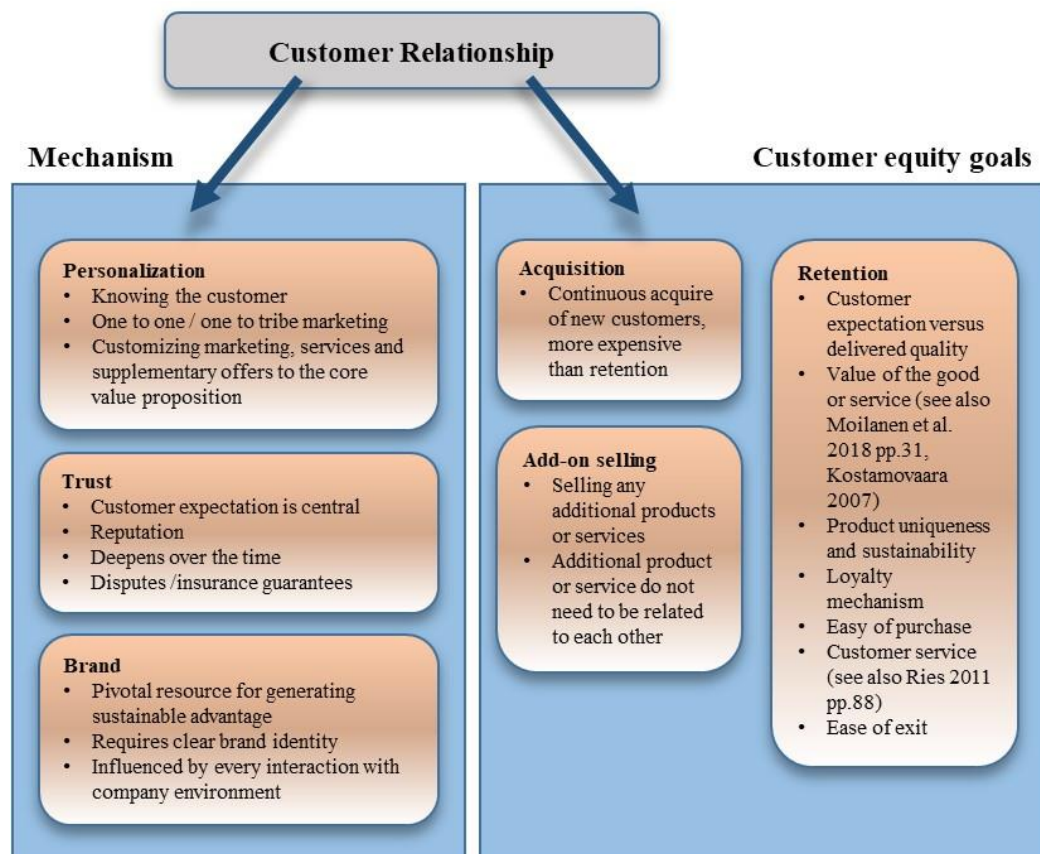 Customer Relationship
Mechanism
Personalization
• Knowing the customer
• One to one / one to tribe marketing
• Customizing marketing, services and
supplementary offers to the core
value proposition
Trust
• Customer expectation is central
• Reputation
• Deepens over the time
• Disputes /insurance guarantees
Brand
• Pivotal resource for generating
sustainable advantage
• Requires clear brand identity
• Influenced by every interaction with
company environment
Customer equity goals
Acquisition
• Continuous acquire
of new customers,
more expensive
than retention
Add-on selling
• Selling any
additional products
or services
• Additional product
or service do not
need to be related
to each other
Retention
• Customer
expectation versus
delivered quality
• Value of the good
or service (see also
Moilanen et al.
2018 pp.31,
Kostamovaara
2007)
• Product uniqueness
and sustainability
• Loyalty
mechanism
• Easy of purchase
• Customer service
(see also Ries 2011
pp.88)
• Ease of exit